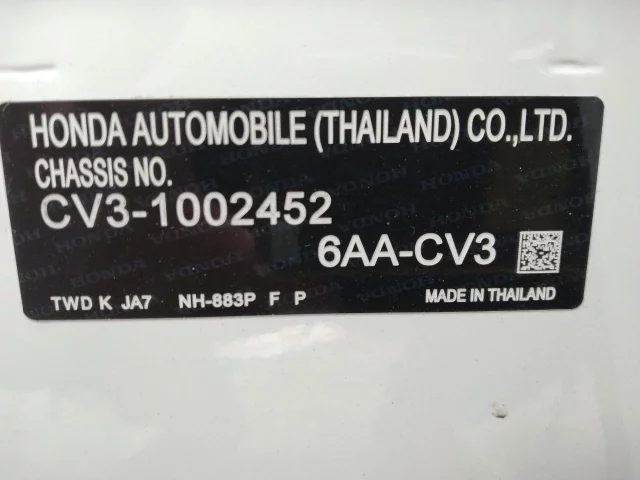 HONDA AUTOMOBILE (THAILAND) CO.,LTD.
CHASSIS NO.
CV3-1002452
6AA-CV3
TWD K JA7 NH-883P F P MADE IN THAILAND